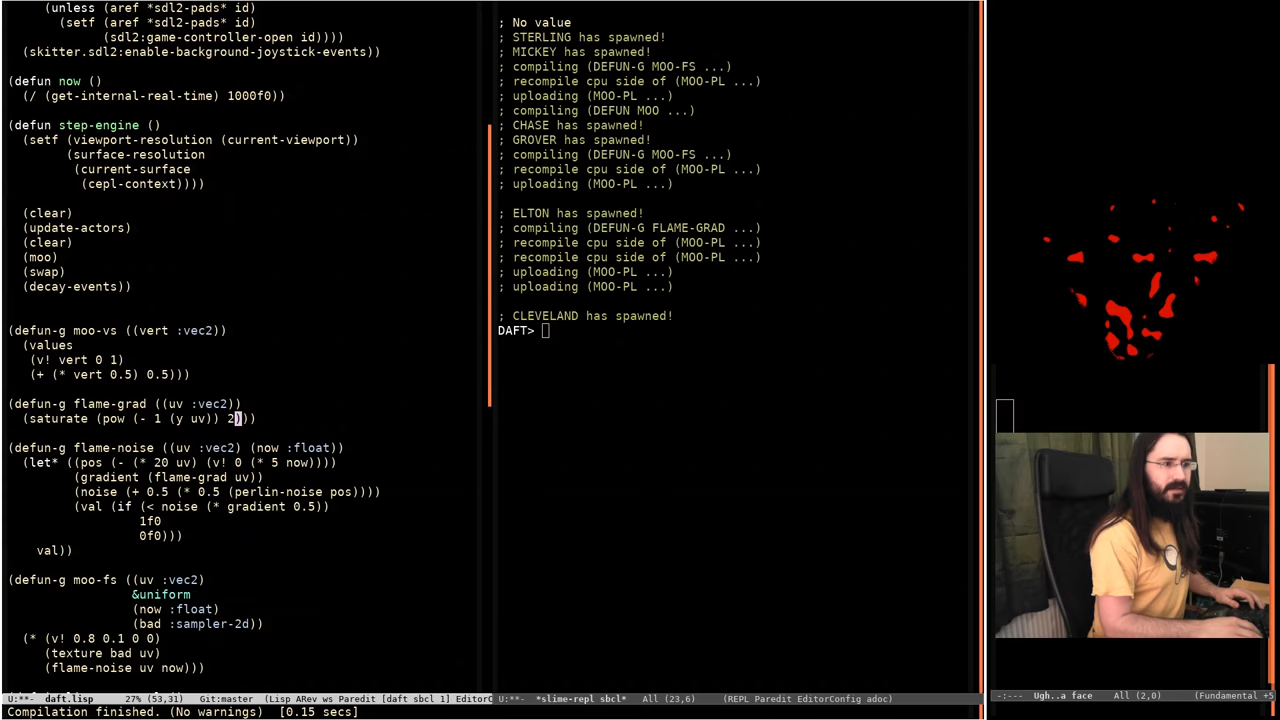 (unless (aref *sdl2-pads* id)
(setf (aref *sdl2-pads* id)
(sdl2:game-controller-open id))))
(skitter.sdl2:enable-background-joystick-events))
(defun now ()
(/ (get-internal-real-time) 1000f0))
(defun step-engine ()
(setf (viewport-resolution (current-viewport))
(surface-resolution
(current-surface
(cepl-context))))
(clear)
(update-actors)
(clear)
(moo)
(swap)
(decay-events))
(defun-g moo-vs ((vert :vec2))
(values
(v! vert 0 1)
(+ (* vert 0.5) 0.5)))
(defun-g flame-grad ((uv :vec2))
(saturate (pow (- 1 (y uv)) 2)))
(defun-g flame-noise ((uv :vec2) (now :float))
(let* ((pos (- (* 20 uv) (v! 0 (* 5 now))))
(gradient (flame-grad uv))
(noise (+ 0.5 (* 0.5 (perlin-noise pos))))
(val (if (< noise (* gradient 0.5))
1f0
0f0)))
val))
(defun-g moo-fs ((uv :vec2)
&uniform
(now :float)
(bad :sampler-2d))
(* (v! 0.8 0.1 0 0)
(texture bad uv)
(flame-noise uv now)))
U:**- daft.lisp 27% (53,31) Git:master (Lisp ARev ws Paredit [daft sbcl 1] EditorC
Compilation finished. (No warnings) [0.15 secs]
; No value
; STERLING has spawned!
; MICKEY has spawned!
; compiling (DEFUN-G MOO-FS ...)
; recompile cpu side of (MOO-PL ...)
; uploading (MOO-PL ...)
; compiling (DEFUN MOO ...)
; CHASE has spawned!
; GROVER has spawned!
; compiling (DEFUN-G MOO-FS ...)
; recompile cpu side of (MOO-PL ...)
; uploading (MOO-PL ...)
; ELTON has spawned!
; compiling (DEFUN-G FLAME-GRAD ...)
; recompile cpu side of (MOO-PL ...)
; recompile cpu side of (MOO-PL ...)
; uploading (MOO-PL ...)
; uploading (MOO-PL ...)
; CLEVELAND has spawned!
DAFT>
U:**- *slime-repl sbcl* All (23,6) (REPL Paredit EditorConfig adoc)
-:--- Ugh..a face All (2,0) (Fundamental +5